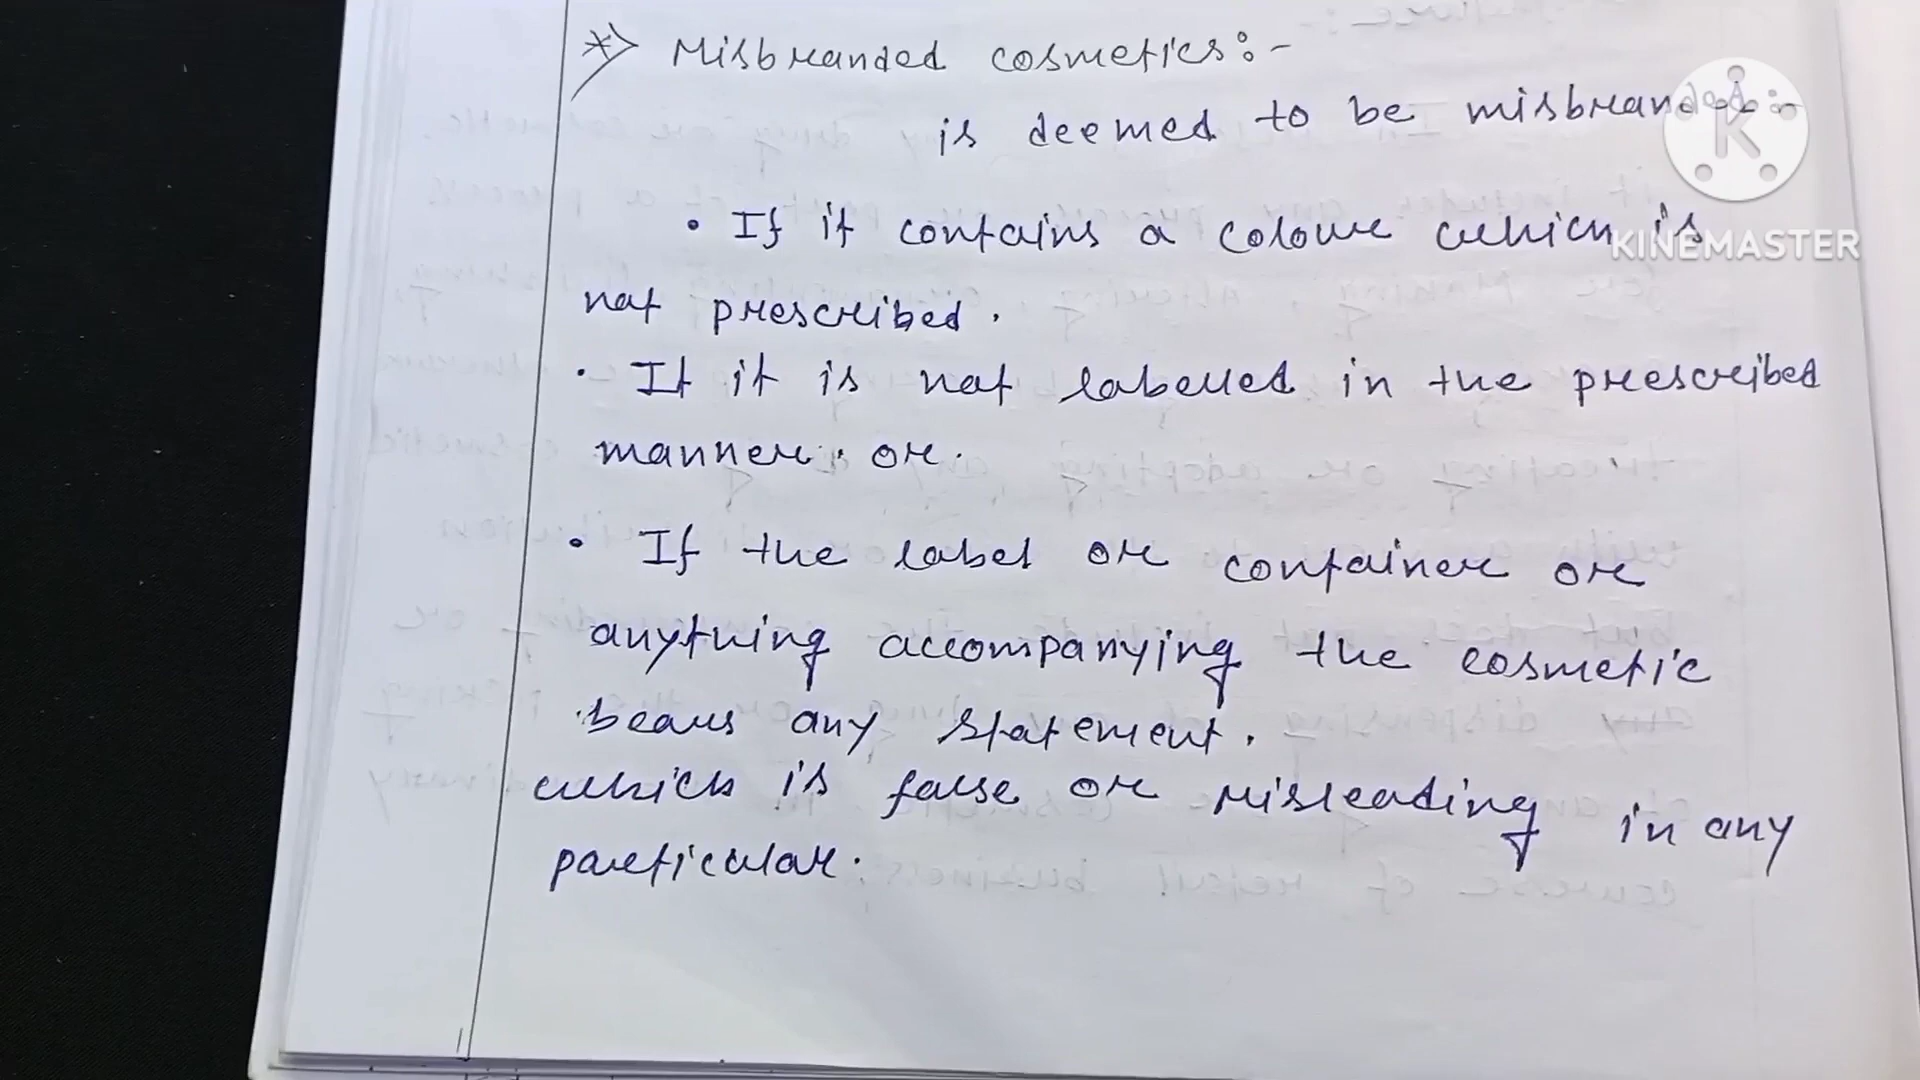 *> Misbranded cosmetics:-
is deemed to be misbranded:-
• If it contains a colour which is
not prescribed.
• If it is not labelled in the prescribed
manner. or.
• If the label or container or
anything accompanying the cosmetic
bears any statement.
which is false or misleading in any
particular.
KINEMASTER